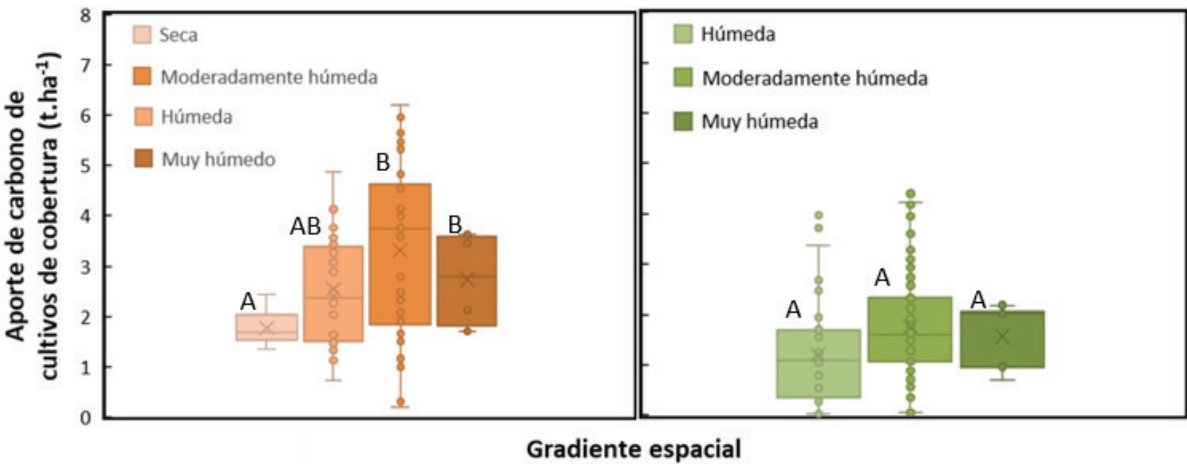 Aporte de carbono de
cultivos de cobertura (t.ha⁻¹)
8
7
6
5
4
3
2
1
0
Seca
Moderadamente húmeda
Húmeda
Muy húmedo
A
AB
B
B
Húmeda
Moderadamente húmeda
Muy húmeda
A
A
A
Gradiente espacial